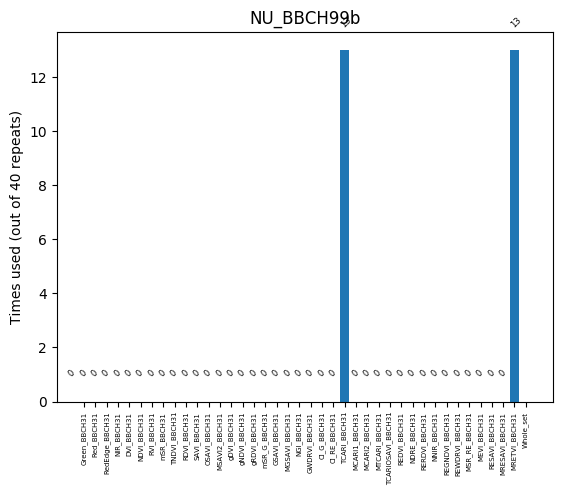 NU_BBCH99b
Times used (out of 40 repeats)
12
10
8
6
4
2
0
0 0 0 0 0 0 0 0 0 0 0 0 0 0 0 0 0 0 0 0 0 0 0 0 13 0 0 0 0 0 0 0 0 0 0 0 0 0 0 13
Green_BBCH31
Red_BBCH31
RedEdge_BBCH31
NIR_BBCH31
DVI_BBCH31
NDVI_BBCH31
RVI_BBCH31
mSR_BBCH31
TNDVI_BBCH31
RDVI_BBCH31
SAVI_BBCH31
OSAVI_BBCH31
MSAVI2_BBCH31
gDVI_BBCH31
gNDVI_BBCH31
gRDVI_BBCH31
mSR_G_BBCH31
GSAVI_BBCH31
MGSAVI_BBCH31
NGI_BBCH31
GWDRVI_BBCH31
CI_G_BBCH31
CI_RE_BBCH31
TCARI_BBCH31
MCARI1_BBCH31
MCARI2_BBCH31
MTCARI_BBCH31
TCARIOSAVI_BBCH31
REDVI_BBCH31
NDRE_BBCH31
RERDVI_BBCH31
NNIR_BBCH31
REGNDVI_BBCH31
REWDRVI_BBCH31
MSR_RE_BBCH31
MEVI_BBCH31
RESAVI_BBCH31
MRESAVI_BBCH31
MRETVI_BBCH31
Whole_set